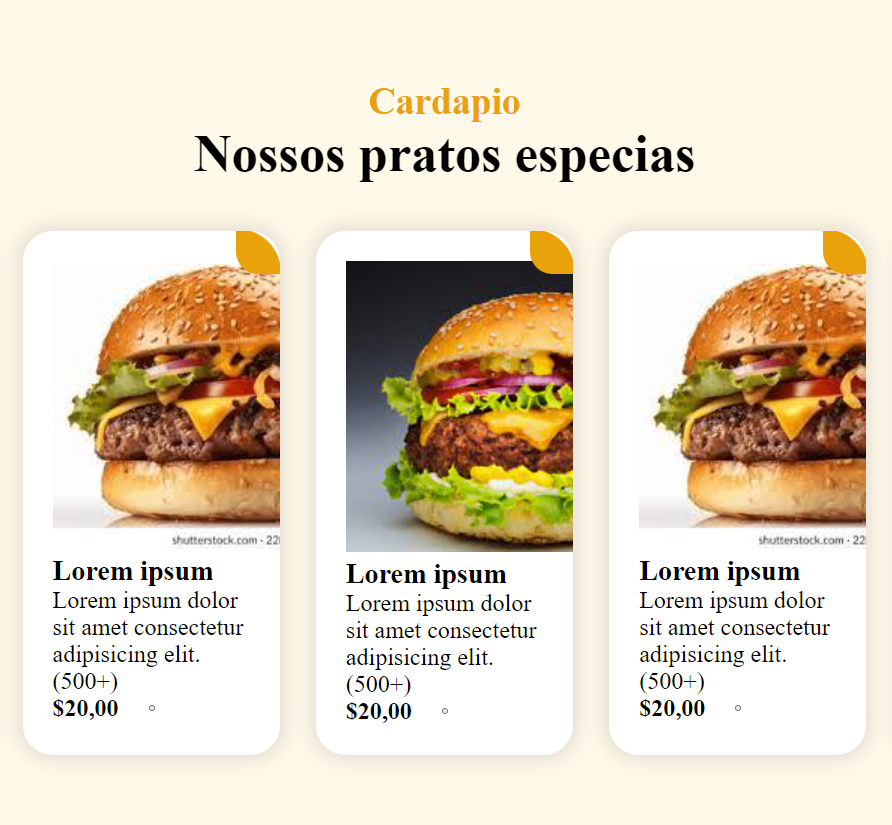 Cardapio
Nossos pratos especias
shutterstock.com · 22
Lorem ipsum
Lorem ipsum dolor
sit amet consectetur
adipisicing elit.
(500+)
$20,00
Lorem ipsum
Lorem ipsum dolor
sit amet consectetur
adipisicing elit.
(500+)
$20,00
shutterstock.com · 22
Lorem ipsum
Lorem ipsum dolor
sit amet consectetur
adipisicing elit.
(500+)
$20,00